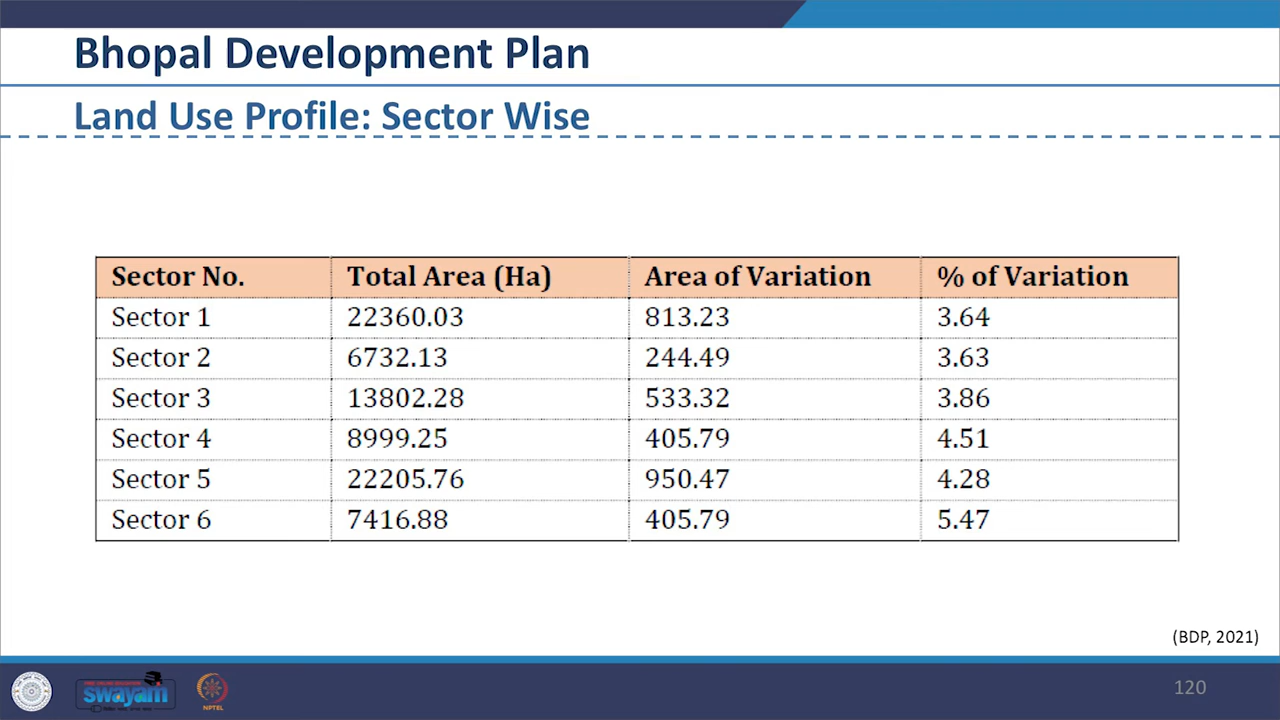 Bhopal Development Plan
Land Use Profile: Sector Wise
Sector No. Total Area (Ha) Area of Variation % of Variation
Sector 1 22360.03 813.23 3.64
Sector 2 6732.13 244.49 3.63
Sector 3 13802.28 533.32 3.86
Sector 4 8999.25 405.79 4.51
Sector 5 22205.76 950.47 4.28
Sector 6 7416.88 405.79 5.47
(BDP, 2021)
swayam
NPTEL
120